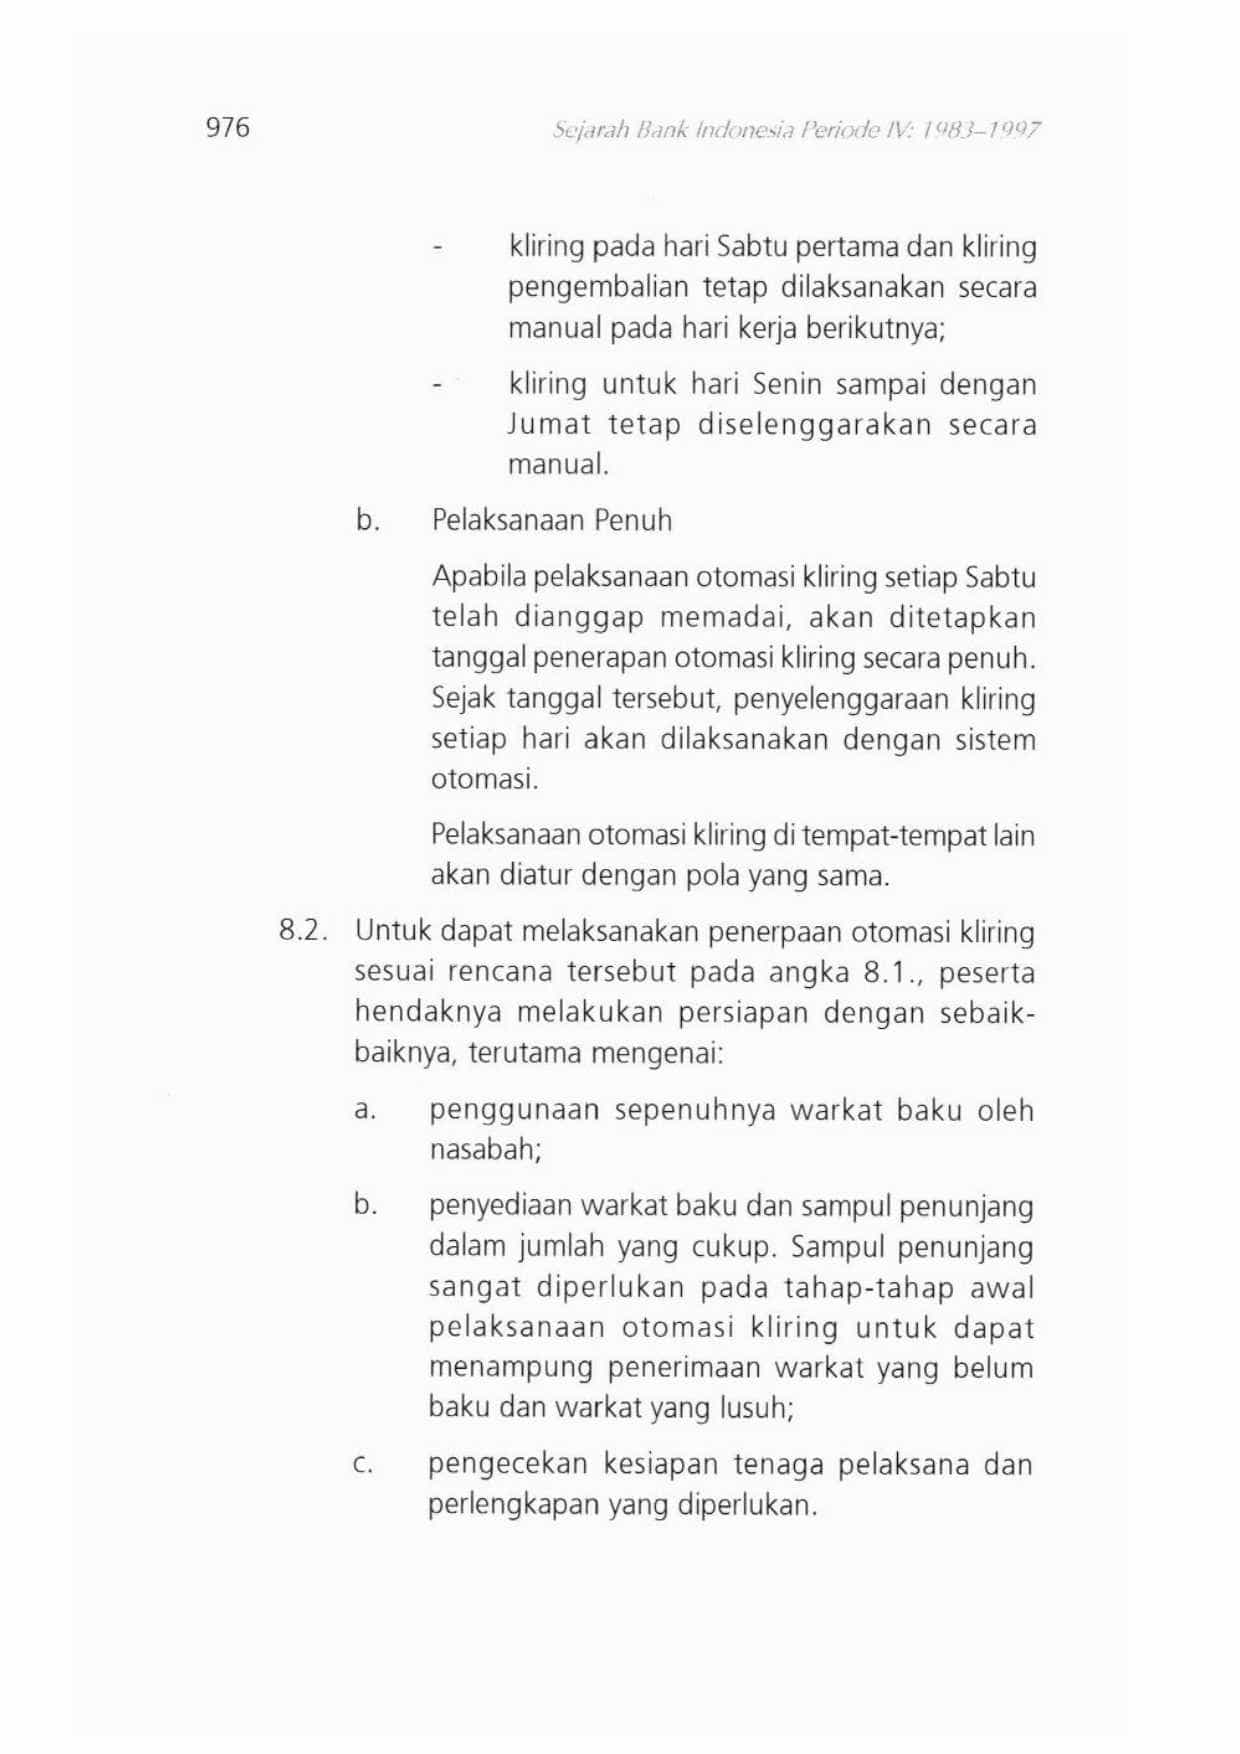 976
Sejarah Bank Indonesia Periode IV: 1983–1997
- kliring pada hari Sabtu pertama dan kliring
pengembalian tetap dilaksanakan secara
manual pada hari kerja berikutnya;
- kliring untuk hari Senin sampai dengan
Jumat tetap diselenggarakan secara
manual.
b. Pelaksanaan Penuh
Apabila pelaksanaan otomasi kliring setiap Sabtu
telah dianggap memadai, akan ditetapkan
tanggal penerapan otomasi kliring secara penuh.
Sejak tanggal tersebut, penyelenggaraan kliring
setiap hari akan dilaksanakan dengan sistem
otomasi.
Pelaksanaan otomasi kliring di tempat-tempat lain
akan diatur dengan pola yang sama.
8.2. Untuk dapat melaksanakan penerpaan otomasi kliring
sesuai rencana tersebut pada angka 8.1., peserta
hendaknya melakukan persiapan dengan sebaik-
baiknya, terutama mengenai:
a. penggunaan sepenuhnya warkat baku oleh
nasabah;
b. penyediaan warkat baku dan sampul penunjang
dalam jumlah yang cukup. Sampul penunjang
sangat diperlukan pada tahap-tahap awal
pelaksanaan otomasi kliring untuk dapat
menampung penerimaan warkat yang belum
baku dan warkat yang lusuh;
c. pengecekan kesiapan tenaga pelaksana dan
perlengkapan yang diperlukan.